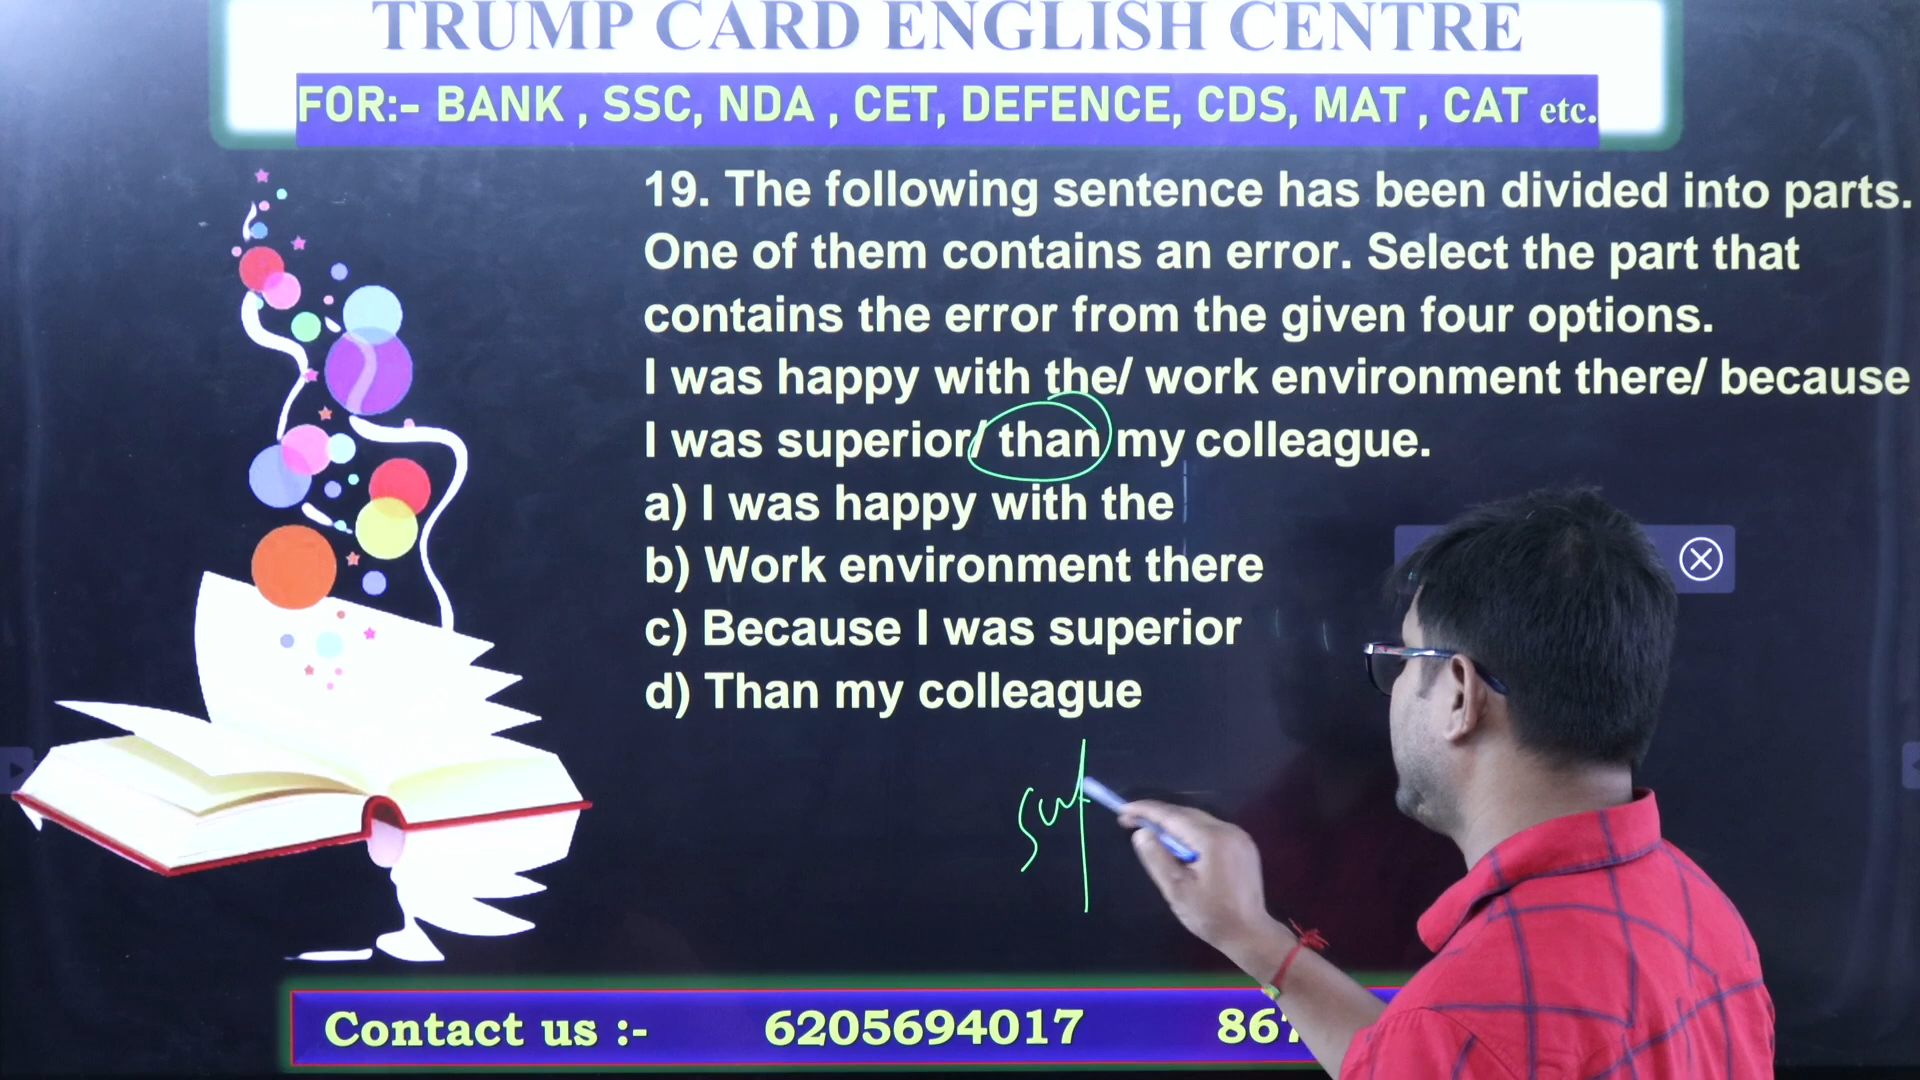 TRUMP CARD ENGLISH CENTRE
FOR:- BANK , SSC, NDA , CET, DEFENCE, CDS, MAT , CAT etc.
19. The following sentence has been divided into parts.
One of them contains an error. Select the part that
contains the error from the given four options.
I was happy with the/ work environment there/ because
I was superior/ than my colleague.
a) I was happy with the
b) Work environment there
c) Because I was superior
d) Than my colleague
Sup
Contact us :- 6205694017 867